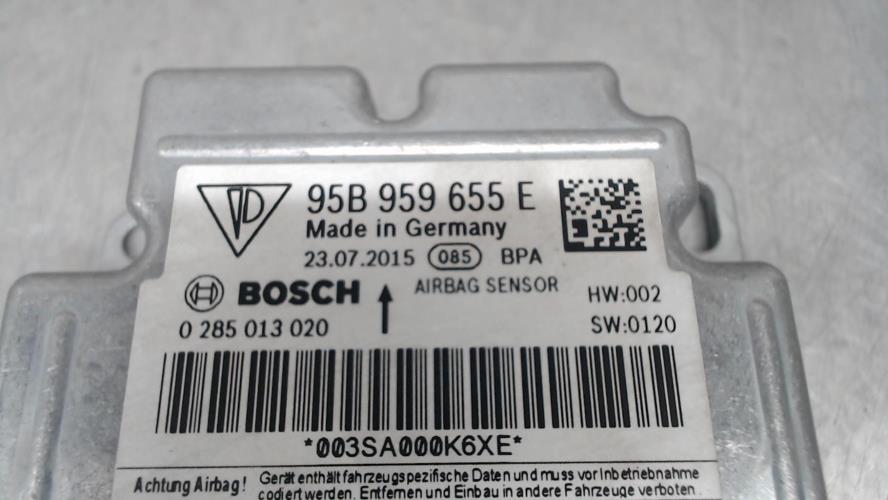 95B 959 655 E
Made in Germany
23.07.2015 085 BPA
BOSCH AIRBAG SENSOR HW:002
0 285 013 020 SW:0120
*003SA000K6XE*
Achtung Airbag! Gerät enthält fahrzeugspezifische Daten und muss vor Inbetriebnahme
codiert werden. Entfernen und Einbau in andere Fahrzeuge verboten